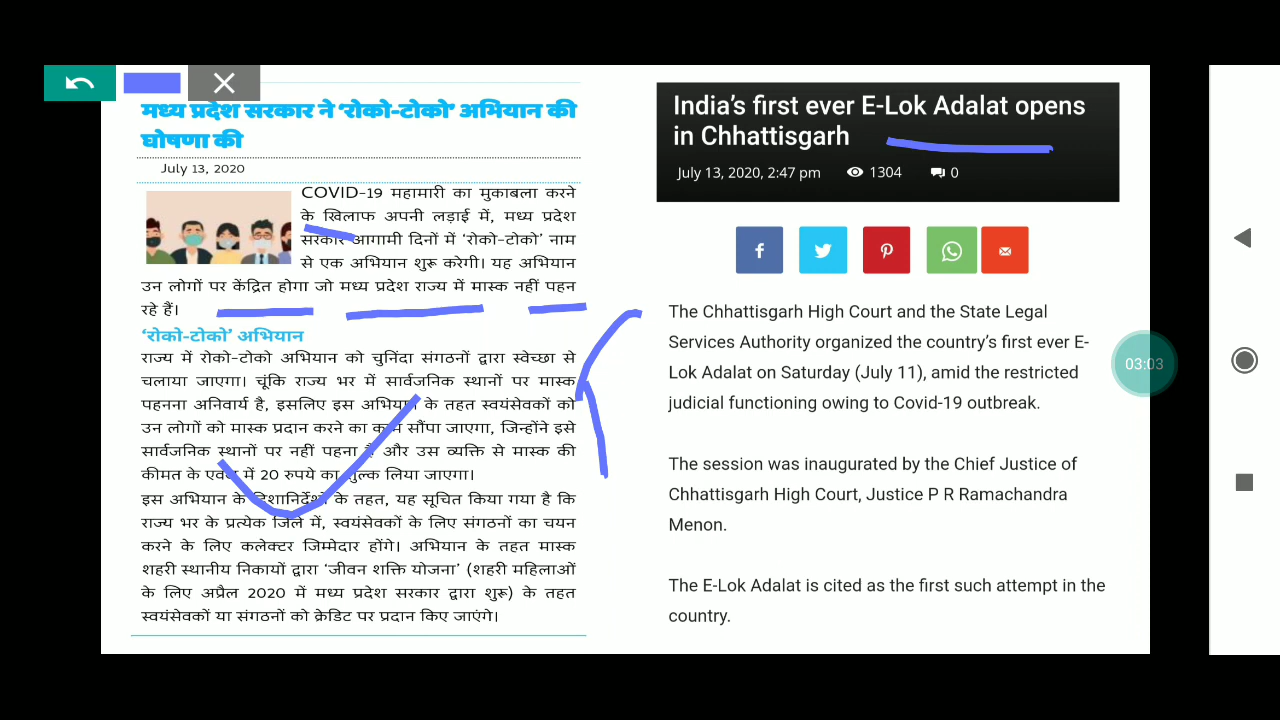 मध्य प्रदेश सरकार ने ‘रोको-टोको’ अभियान की
घोषणा की
July 13, 2020
COVID-19 महामारी का मुकाबला करने
के खिलाफ अपनी लड़ाई में, मध्य प्रदेश
सरकार आगामी दिनों में ‘रोको-टोको’ नाम
से एक अभियान शुरू करेगी। यह अभियान
उन लोगों पर केंद्रित होगा जो मध्य प्रदेश राज्य में मास्क नहीं पहन
रहे हैं।
‘रोको-टोको’ अभियान
राज्य में रोको-टोको अभियान को चुनिंदा संगठनों द्वारा स्वेच्छा से
चलाया जाएगा। चूंकि राज्य भर में सार्वजनिक स्थानों पर मास्क
पहनना अनिवार्य है, इसलिए इस अभियान के तहत स्वयंसेवकों को
उन लोगों को मास्क प्रदान करने का काम सौंपा जाएगा, जिन्होंने इसे
सार्वजनिक स्थानों पर नहीं पहना है और उस व्यक्ति से मास्क की
कीमत के एवज में 20 रुपये का शुल्क लिया जाएगा।
इस अभियान के दिशानिर्देशों के तहत, यह सूचित किया गया है कि
राज्य भर के प्रत्येक जिले में, स्वयंसेवकों के लिए संगठनों का चयन
करने के लिए कलेक्टर जिम्मेदार होंगे। अभियान के तहत मास्क
शहरी स्थानीय निकायों द्वारा ‘जीवन शक्ति योजना’ (शहरी महिलाओं
के लिए अप्रैल 2020 में मध्य प्रदेश सरकार द्वारा शुरू) के तहत
स्वयंसेवकों या संगठनों को क्रेडिट पर प्रदान किए जाएंगे।
India’s first ever E-Lok Adalat opens
in Chhattisgarh
July 13, 2020, 2:47 pm 1304 0
The Chhattisgarh High Court and the State Legal
Services Authority organized the country’s first ever E-
Lok Adalat on Saturday (July 11), amid the restricted
judicial functioning owing to Covid-19 outbreak.
The session was inaugurated by the Chief Justice of
Chhattisgarh High Court, Justice P R Ramachandra
Menon.
The E-Lok Adalat is cited as the first such attempt in the
country.
03:03